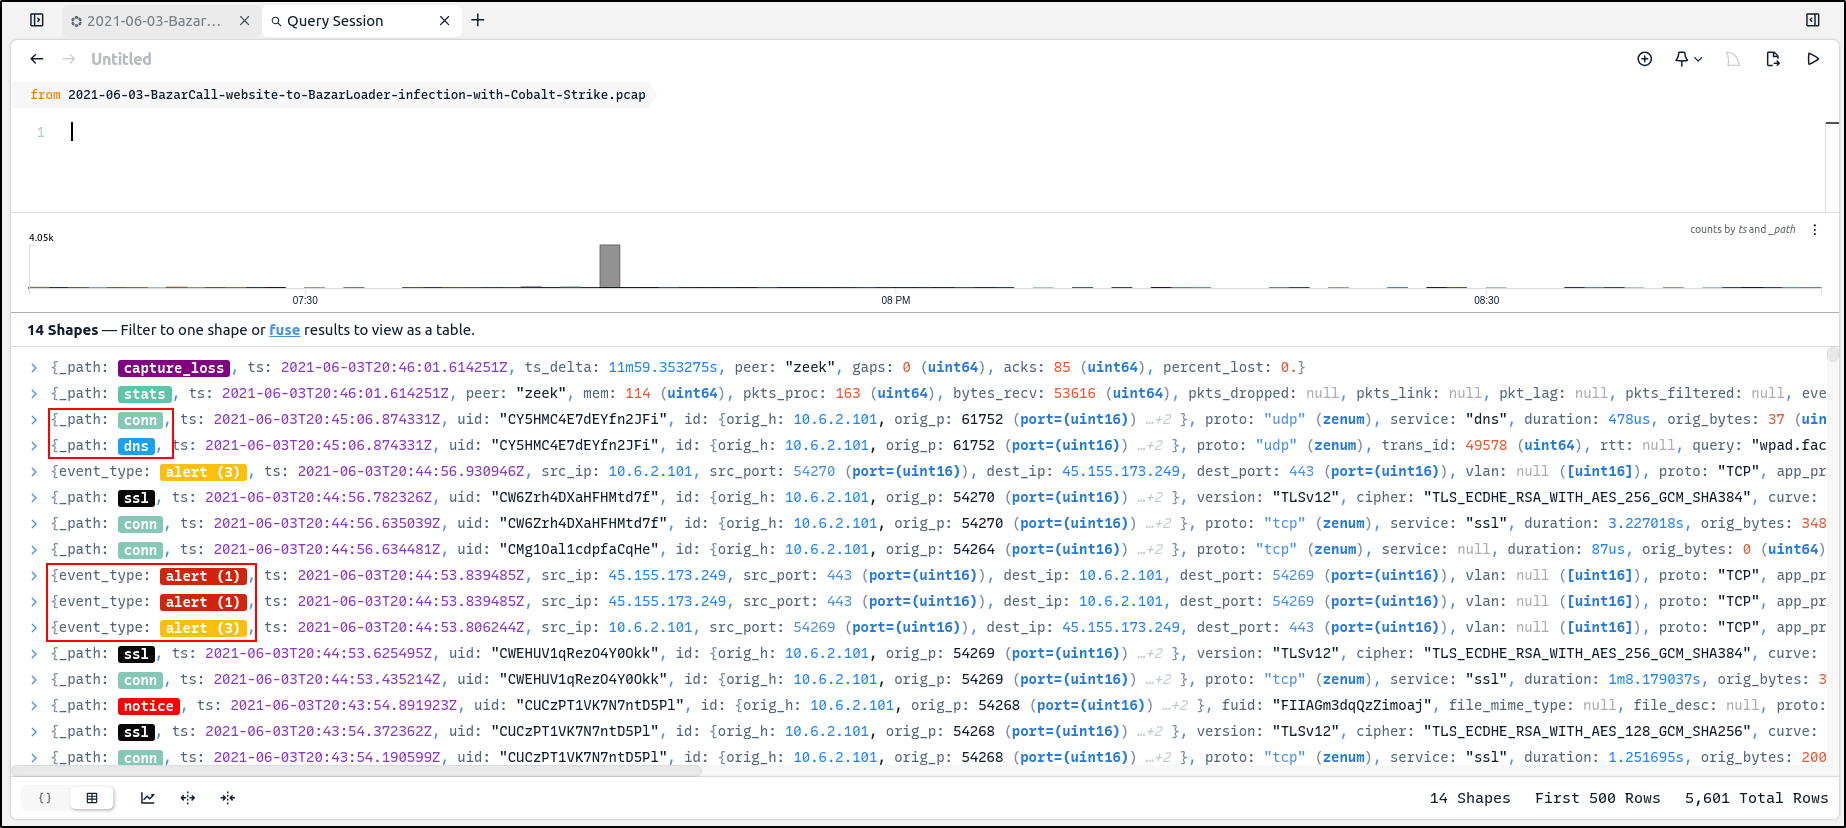 2021-06-03-Bazar...
Query Session
Untitled
from 2021-06-03-BazarCall-website-to-BazarLoader-infection-with-Cobalt-Strike.pcap
1
counts by ts and _path
4.05k
07:30 08 PM 08:30
14 Shapes — Filter to one shape or fuse results to view as a table.
{_path: capture_loss, ts: 2021-06-03T20:46:01.614251Z, ts_delta: 11m59.353275s, peer: "zeek", gaps: 0 (uint64), acks: 85 (uint64), percent_lost: 0.}
{_path: stats, ts: 2021-06-03T20:46:01.614251Z, peer: "zeek", mem: 114 (uint64), pkts_proc: 163 (uint64), bytes_recv: 53616 (uint64), pkts_dropped: null, pkts_link: null, pkt_lag: null, pkts_filtered: null, eve
{_path: conn, ts: 2021-06-03T20:45:06.874331Z, uid: "CY5HMC4E7dEYfn2JFi", id: {orig_h: 10.6.2.101, orig_p: 61752 (port=(uint16)) …+2 }, proto: "udp" (zenum), service: "dns", duration: 478us, orig_bytes: 37 (uin
{_path: dns, ts: 2021-06-03T20:45:06.874331Z, uid: "CY5HMC4E7dEYfn2JFi", id: {orig_h: 10.6.2.101, orig_p: 61752 (port=(uint16)) …+2 }, proto: "udp" (zenum), trans_id: 49578 (uint64), rtt: null, query: "wpad.fac
{event_type: alert (3), ts: 2021-06-03T20:44:56.930946Z, src_ip: 10.6.2.101, src_port: 54270 (port=(uint16)), dest_ip: 45.155.173.249, dest_port: 443 (port=(uint16)), vlan: null ([uint16]), proto: "TCP", app_pr
{_path: ssl, ts: 2021-06-03T20:44:56.782326Z, uid: "CW6Zrh4DXaHFHMtd7f", id: {orig_h: 10.6.2.101, orig_p: 54270 (port=(uint16)) …+2 }, version: "TLSv12", cipher: "TLS_ECDHE_RSA_WITH_AES_256_GCM_SHA384", curve:
{_path: conn, ts: 2021-06-03T20:44:56.635039Z, uid: "CW6Zrh4DXaHFHMtd7f", id: {orig_h: 10.6.2.101, orig_p: 54270 (port=(uint16)) …+2 }, proto: "tcp" (zenum), service: "ssl", duration: 3.227018s, orig_bytes: 348
{_path: conn, ts: 2021-06-03T20:44:56.634481Z, uid: "CMg1Oal1cdpfaCqHe", id: {orig_h: 10.6.2.101, orig_p: 54264 (port=(uint16)) …+2 }, proto: "tcp" (zenum), service: null, duration: 87us, orig_bytes: 0 (uint64)
{event_type: alert (1), ts: 2021-06-03T20:44:53.839485Z, src_ip: 45.155.173.249, src_port: 443 (port=(uint16)), dest_ip: 10.6.2.101, dest_port: 54269 (port=(uint16)), vlan: null ([uint16]), proto: "TCP", app_pr
{event_type: alert (1), ts: 2021-06-03T20:44:53.839485Z, src_ip: 45.155.173.249, src_port: 443 (port=(uint16)), dest_ip: 10.6.2.101, dest_port: 54269 (port=(uint16)), vlan: null ([uint16]), proto: "TCP", app_pr
{event_type: alert (3), ts: 2021-06-03T20:44:53.806244Z, src_ip: 10.6.2.101, src_port: 54269 (port=(uint16)), dest_ip: 45.155.173.249, dest_port: 443 (port=(uint16)), vlan: null ([uint16]), proto: "TCP", app_pr
{_path: ssl, ts: 2021-06-03T20:44:53.625495Z, uid: "CWEHUV1qRezO4Y0Okk", id: {orig_h: 10.6.2.101, orig_p: 54269 (port=(uint16)) …+2 }, version: "TLSv12", cipher: "TLS_ECDHE_RSA_WITH_AES_256_GCM_SHA384", curve:
{_path: conn, ts: 2021-06-03T20:44:53.435214Z, uid: "CWEHUV1qRezO4Y0Okk", id: {orig_h: 10.6.2.101, orig_p: 54269 (port=(uint16)) …+2 }, proto: "tcp" (zenum), service: "ssl", duration: 1m8.179037s, orig_bytes: 3
{_path: notice, ts: 2021-06-03T20:43:54.891923Z, uid: "CUCzPT1VK7N7ntD5Pl", id: {orig_h: 10.6.2.101, orig_p: 54268 (port=(uint16)) …+2 }, fuid: "FIIAGm3dqQzZimoaj", file_mime_type: null, file_desc: null, proto:
{_path: ssl, ts: 2021-06-03T20:43:54.372362Z, uid: "CUCzPT1VK7N7ntD5Pl", id: {orig_h: 10.6.2.101, orig_p: 54268 (port=(uint16)) …+2 }, version: "TLSv12", cipher: "TLS_ECDHE_RSA_WITH_AES_128_GCM_SHA256", curve:
{_path: conn, ts: 2021-06-03T20:43:54.190599Z, uid: "CUCzPT1VK7N7ntD5Pl", id: {orig_h: 10.6.2.101, orig_p: 54268 (port=(uint16)) …+2 }, proto: "tcp" (zenum), service: "ssl", duration: 1.251695s, orig_bytes: 200
{} 14 Shapes First 500 Rows 5,601 Total Rows